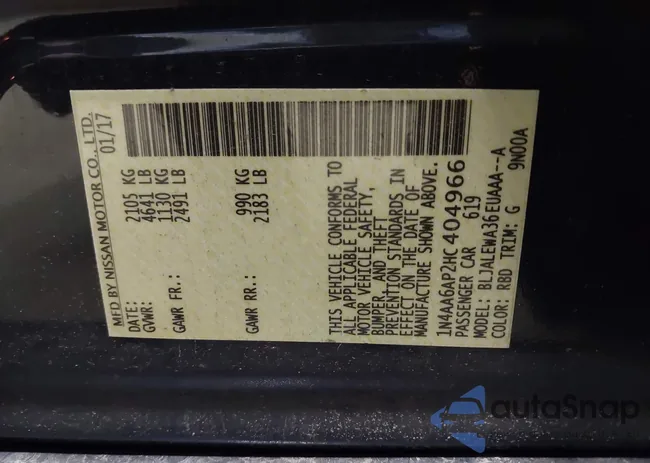 MFD BY NISSAN MOTOR CO., LTD.
DATE: 01/17
GVWR: 2105 KG
4641 LB
GAWR FR.: 1130 KG
2491 LB
GAWR RR.: 990 KG
2183 LB
THIS VEHICLE CONFORMS TO
ALL APPLICABLE FEDERAL
MOTOR VEHICLE SAFETY,
BUMPER, AND THEFT
PREVENTION STANDARDS IN
EFFECT ON THE DATE OF
MANUFACTURE SHOWN ABOVE.
1N4AA6AP2HC404966
PASSENGER CAR 619
MODEL: BLJALEWA36EUAAA--A
COLOR: RBD TRIM: G 9N00A
autoSnap